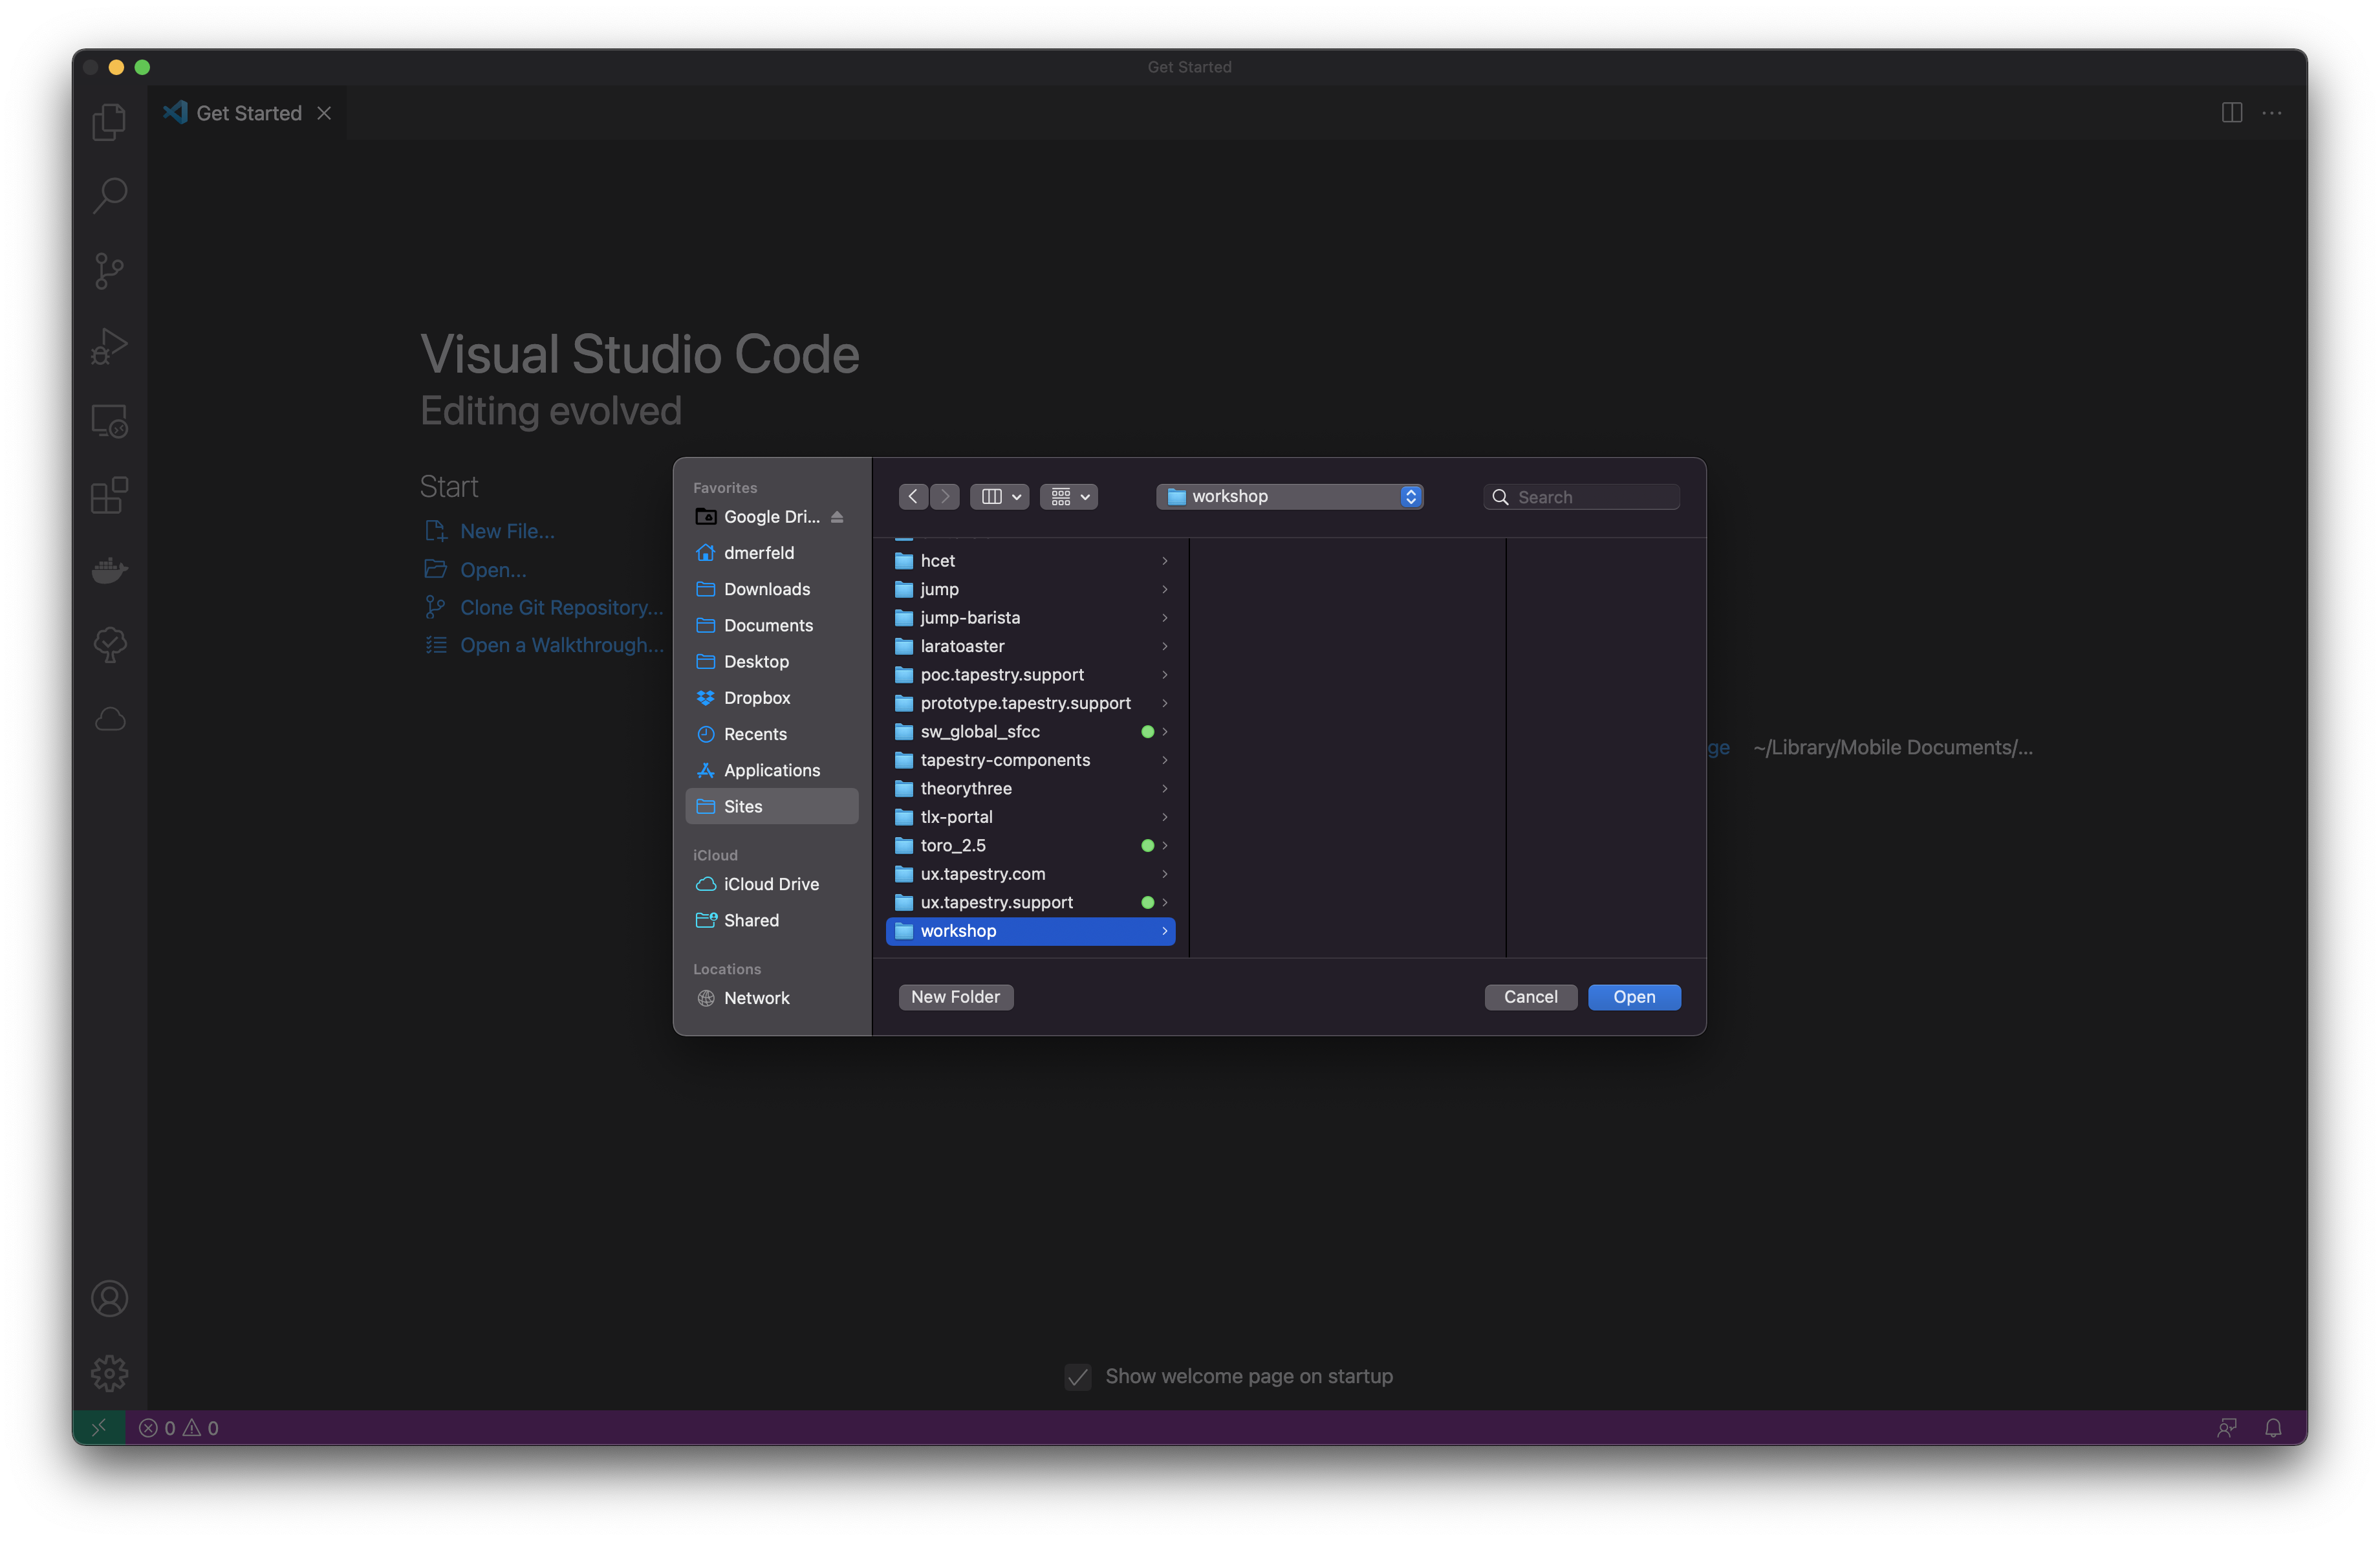 Get Started
Get Started
Visual Studio Code
Editing evolved
Start
New File...
Open...
Clone Git Repository...
Open a Walkthrough...
ge ~/Library/Mobile Documents/...
Favorites
Google Dri...
dmerfeld
Downloads
Documents
Desktop
Dropbox
Recents
Applications
Sites
iCloud
iCloud Drive
Shared
Locations
Network
workshop
Search
hcet
jump
jump-barista
laratoaster
poc.tapestry.support
prototype.tapestry.support
sw_global_sfcc
tapestry-components
theorythree
tlx-portal
toro_2.5
ux.tapestry.com
ux.tapestry.support
workshop
New Folder
Cancel
Open
Show welcome page on startup
0 0